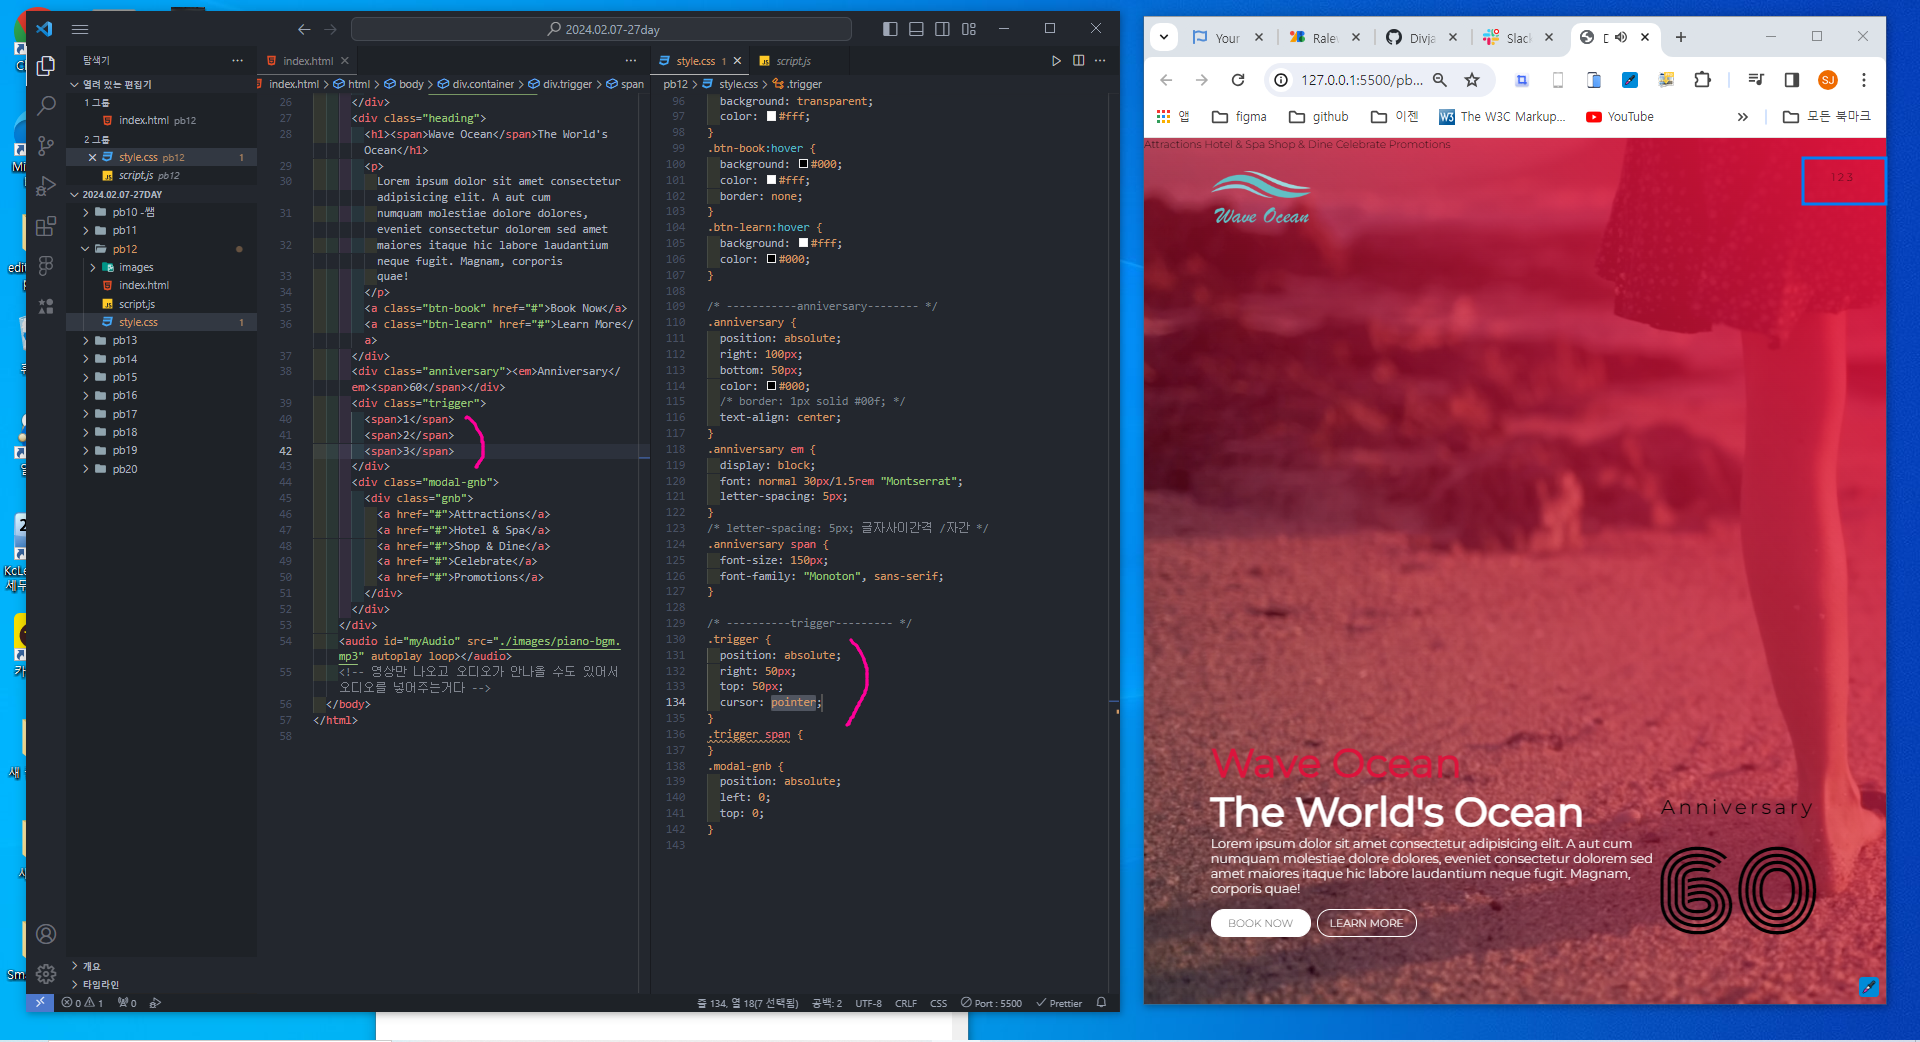 2024.02.07-27day
탐색기
열려 있는 편집기
1 그룹
index.html pb12
2 그룹
style.css pb12 1
script.js pb12
2024.02.07-27DAY
pb10 -쌤
pb11
pb12
images
index.html
script.js
style.css 1
pb13
pb14
pb15
pb16
pb17
pb18
pb19
pb20
개요
타임라인
index.html
index.html > html > body > div.container > div.trigger > span
26 </div>
27 <div class="heading">
28 <h1><span>Wave Ocean</span>The World's
Ocean</h1>
29 <p>
30 Lorem ipsum dolor sit amet consectetur
adipisicing elit. A aut cum
31 numquam molestiae dolore dolores,
eveniet consectetur dolorem sed amet
32 maiores itaque hic labore laudantium
neque fugit. Magnam, corporis
33 quae!
34 </p>
35 <a class="btn-book" href="#">Book Now</a>
36 <a class="btn-learn" href="#">Learn More</
a>
37 </div>
38 <div class="anniversary"><em>Anniversary</
em><span>60</span></div>
39 <div class="trigger">
40 <span>1</span>
41 <span>2</span>
42 <span>3</span>
43 </div>
44 <div class="modal-gnb">
45 <div class="gnb">
46 <a href="#">Attractions</a>
47 <a href="#">Hotel & Spa</a>
48 <a href="#">Shop & Dine</a>
49 <a href="#">Celebrate</a>
50 <a href="#">Promotions</a>
51 </div>
52 </div>
53 </div>
54 <audio id="myAudio" src="./images/piano-bgm.
mp3" autoplay loop></audio>
55 <!-- 영상만 나오고 오디오가 안나올 수도 있어서
오디오를 넣어주는거다 -->
56 </body>
57 </html>
58
style.css 1
script.js
pb12 > style.css > .trigger
96 background: transparent;
97 color: #fff;
98 }
99 .btn-book:hover {
100 background: #000;
101 color: #fff;
102 border: none;
103 }
104 .btn-learn:hover {
105 background: #fff;
106 color: #000;
107 }
108
109 /* -----------anniversary-------- */
110 .anniversary {
111 position: absolute;
112 right: 100px;
113 bottom: 50px;
114 color: #000;
115 /* border: 1px solid #00f; */
116 text-align: center;
117 }
118 .anniversary em {
119 display: block;
120 font: normal 30px/1.5rem "Montserrat";
121 letter-spacing: 5px;
122 }
123 /* letter-spacing: 5px; 글자사이간격 /자간 */
124 .anniversary span {
125 font-size: 150px;
126 font-family: "Monoton", sans-serif;
127 }
128
129 /* ----------trigger--------- */
130 .trigger {
131 position: absolute;
132 right: 50px;
133 top: 50px;
134 cursor: pointer;
135 }
136 .trigger span {
137 }
138 .modal-gnb {
139 position: absolute;
140 left: 0;
141 top: 0;
142 }
143
0 1 0
줄 134, 열 18(7 선택됨) 공백: 2 UTF-8 CRLF CSS Port : 5500 Prettier
Your
Ralev
Divja
Slack
127.0.0.1:5500/pb...
SJ
앱
figma
github
이젠
The W3C Markup...
YouTube
모든 북마크
Attractions Hotel & Spa Shop & Dine Celebrate Promotions
1 2 3
Wave Ocean
Wave Ocean
The World's Ocean
Lorem ipsum dolor sit amet consectetur adipisicing elit. A aut cum
numquam molestiae dolore dolores, eveniet consectetur dolorem sed
amet maiores itaque hic labore laudantium neque fugit. Magnam,
corporis quae!
BOOK NOW
LEARN MORE
Anniversary
60